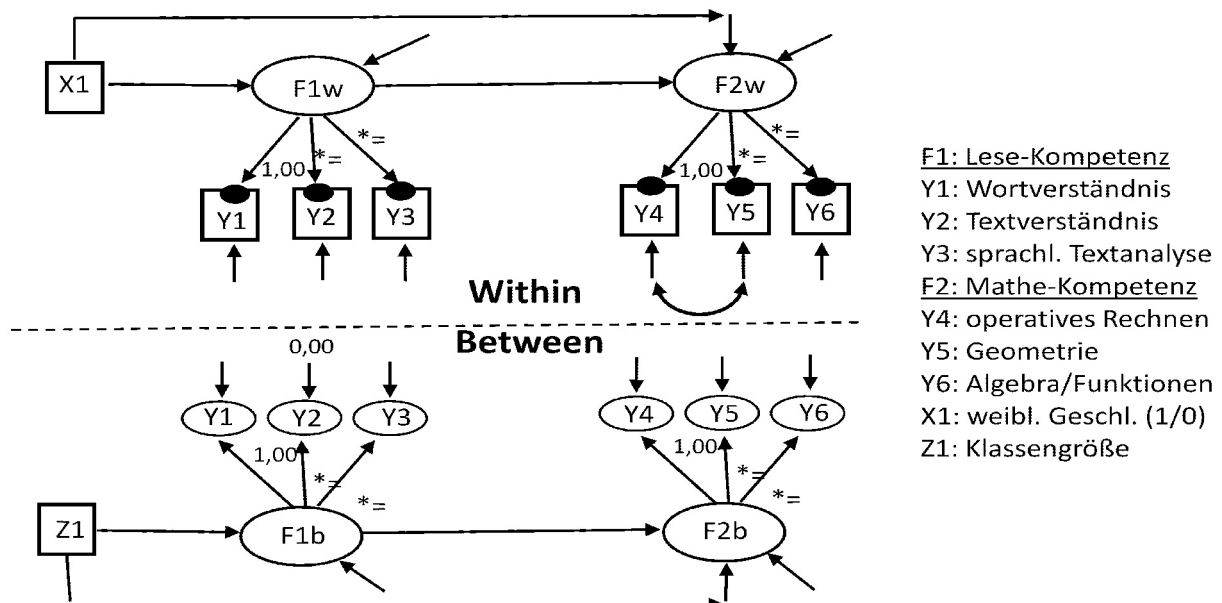 X1
F1w
F2w
1,00
*=
*=
1,00
*=
*=
Y1
Y2
Y3
Y4
Y5
Y6
Within
Between
0,00
Y1
Y2
Y3
Y4
Y5
Y6
1,00
*=
*=
1,00
*=
*=
Z1
F1b
F2b
F1: Lese-Kompetenz
Y1: Wortverständnis
Y2: Textverständnis
Y3: sprachl. Textanalyse
F2: Mathe-Kompetenz
Y4: operatives Rechnen
Y5: Geometrie
Y6: Algebra/Funktionen
X1: weibl. Geschl. (1/0)
Z1: Klassengröße